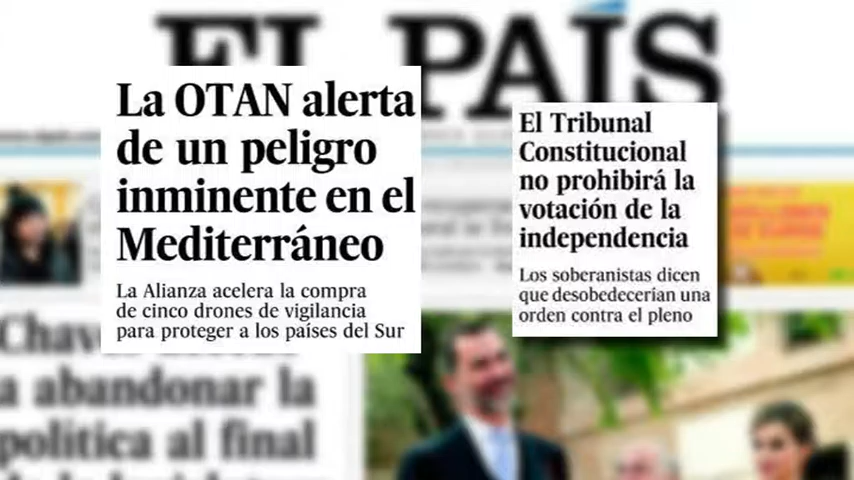 EL PAÍS
La OTAN alerta
de un peligro
inminente en el
Mediterráneo
La Alianza acelera la compra
de cinco drones de vigilancia
para proteger a los países del Sur
El Tribunal
Constitucional
no prohibirá la
votación de la
independencia
Los soberanistas dicen
que desobedecerían una
orden contra el pleno
a abandonar la
política al final